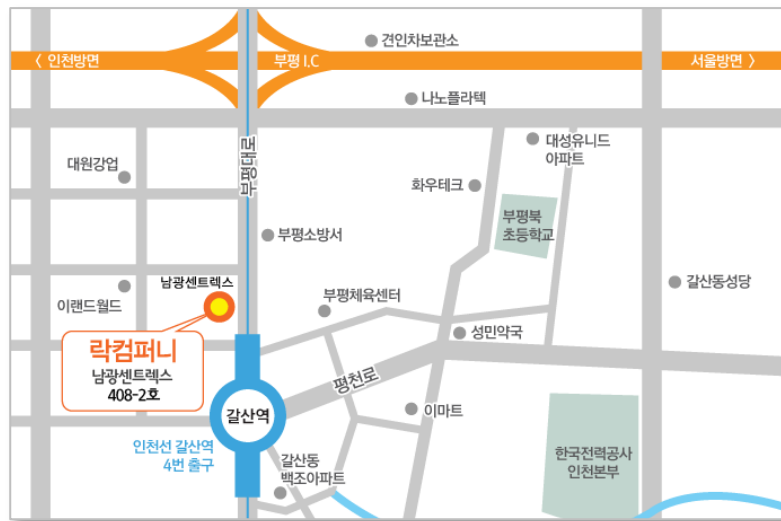 견인차보관소
< 인천방면
부평 I.C
서울방면 >
나노플라텍
대성유니드
아파트
대원강업
부평대로
화우테크
부평북
초등학교
부평소방서
남광센트렉스
이랜드월드
부평체육센터
갈산동성당
성민약국
락컴퍼니
남광센트렉스
408-2호
평천로
갈산역
이마트
인천선 갈산역
4번 출구
갈산동
백조아파트
한국전력공사
인천본부